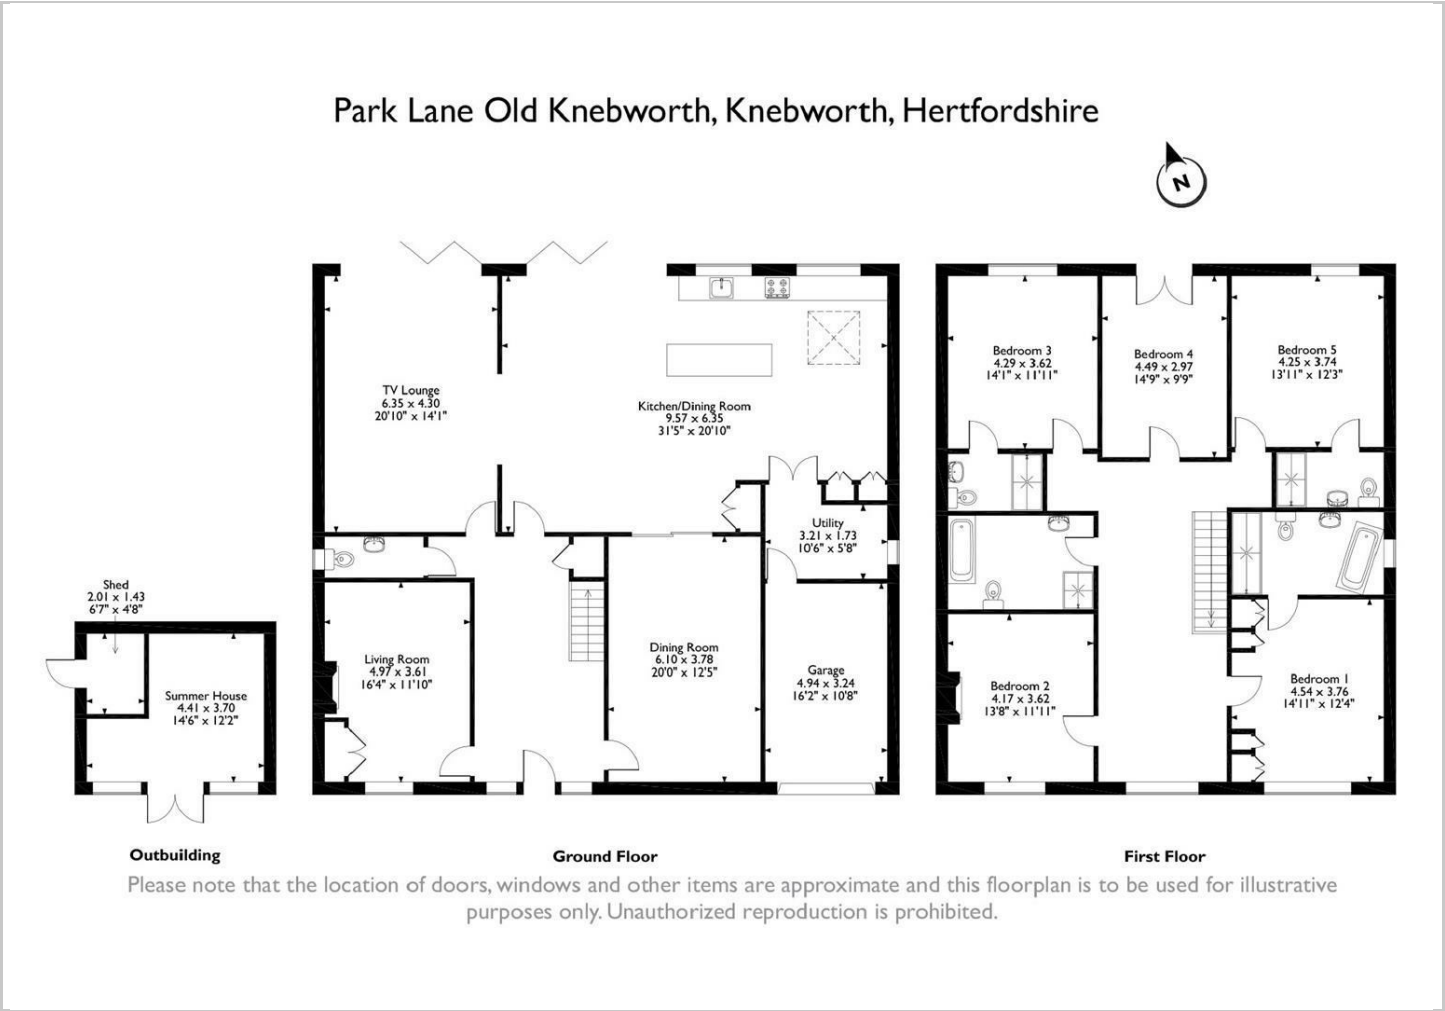 Park Lane Old Knebworth, Knebworth, Hertfordshire
N
TV Lounge
6.35 x 4.30
20'10" x 14'1"
Kitchen/Dining Room
9.57 x 6.35
31'5" x 20'10"
Utility
3.21 x 1.73
10'6" x 5'8"
Living Room
4.97 x 3.61
16'4" x 11'10"
Dining Room
6.10 x 3.78
20'0" x 12'5"
Garage
4.94 x 3.24
16'2" x 10'8"
Bedroom 3
4.29 x 3.62
14'1" x 11'11"
Bedroom 4
4.49 x 2.97
14'9" x 9'9"
Bedroom 5
4.25 x 3.74
13'11" x 12'3"
Bedroom 2
4.17 x 3.62
13'8" x 11'11"
Bedroom 1
4.54 x 3.76
14'11" x 12'4"
Shed
2.01 x 1.43
6'7" x 4'8"
Summer House
4.41 x 3.70
14'6" x 12'2"
Outbuilding
Ground Floor
First Floor
Please note that the location of doors, windows and other items are approximate and this floorplan is to be used for illustrative
purposes only. Unauthorized reproduction is prohibited.